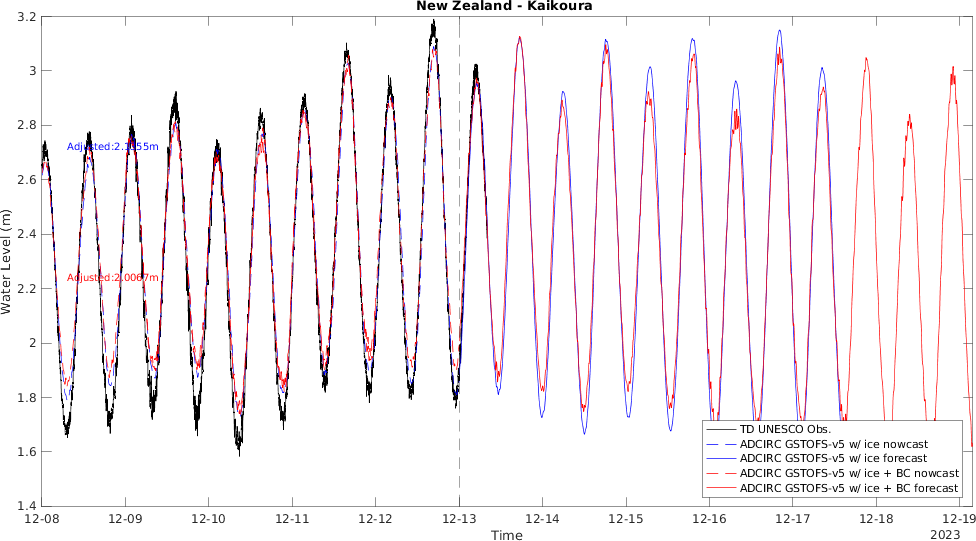 New Zealand - Kaikoura
3.2
3
2.8
2.6
2.4
2.2
2
1.8
1.6
1.4
Water Level (m)
Adjusted:2.1055m
Adjusted:2.0067m
TD UNESCO Obs.
ADCIRC GSTOFS-v5 w/ ice nowcast
ADCIRC GSTOFS-v5 w/ ice forecast
ADCIRC GSTOFS-v5 w/ ice + BC nowcast
ADCIRC GSTOFS-v5 w/ ice + BC forecast
12-08 12-09 12-10 12-11 12-12 12-13 12-14 12-15 12-16 12-17 12-18 12-19
Time
2023